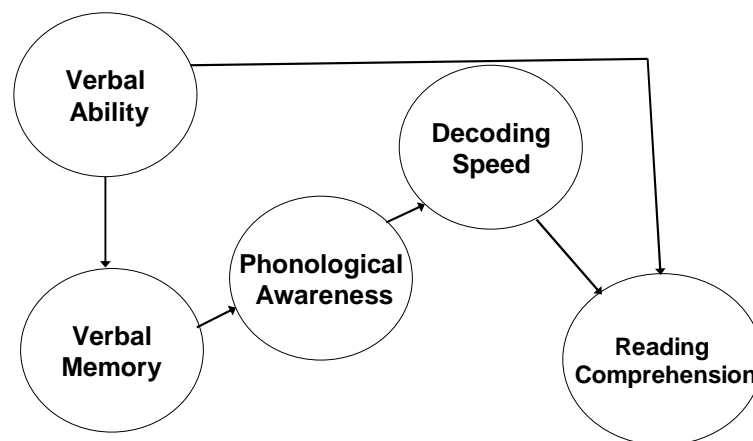 Verbal
Ability
Decoding
Speed
Phonological
Awareness
Verbal
Memory
Reading
Comprehension